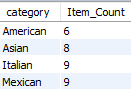 category Item_Count
American 6
Asian 8
Italian 9
Mexican 9